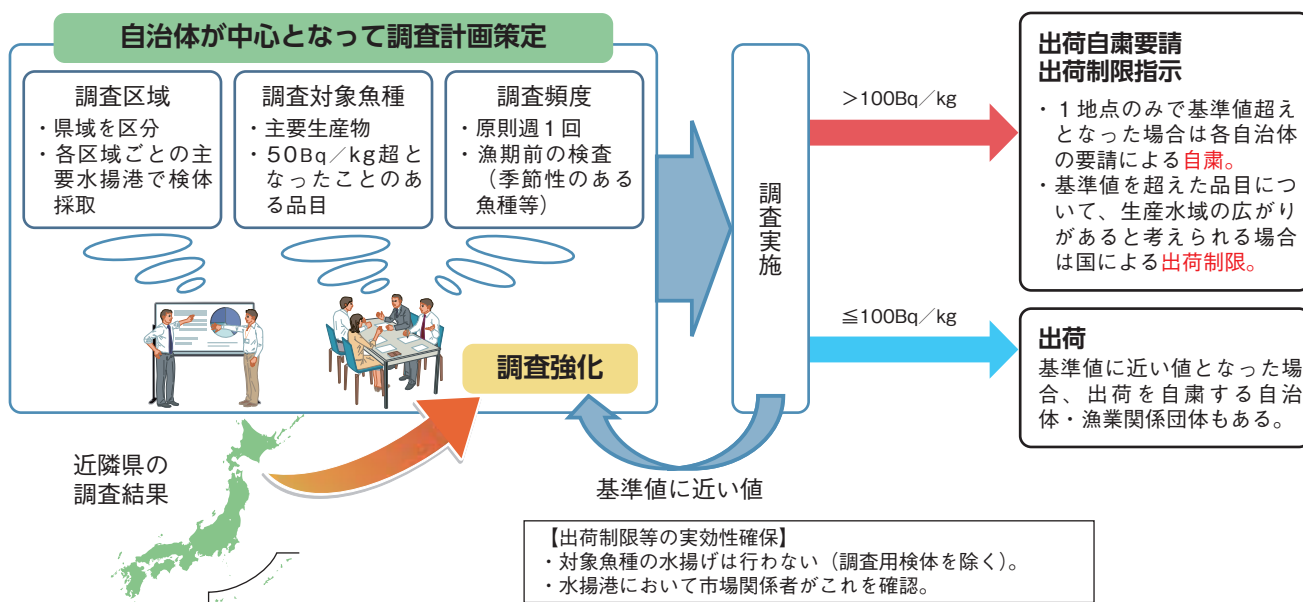 自治体が中心となって調査計画策定
調査区域
・県域を区分
・各区域ごとの主
要水揚港で検体
採取
調査対象魚種
・主要生産物
・50Bq／kg超と
なったことのあ
る品目
調査頻度
・原則週１回
・漁期前の検査
（季節性のある
魚種等）
調査強化
近隣県の
調査結果
調査実施
基準値に近い値
＞100Bq／kg
≦100Bq／kg
出荷自粛要請
出荷制限指示
・１地点のみで基準値超え
となった場合は各自治体
の要請による自粛。
・基準値を超えた品目につ
いて、生産水域の広がり
があると考えられる場合
は国による出荷制限。
出荷
基準値に近い値となった場
合、出荷を自粛する自治
体・漁業関係団体もある。
【出荷制限等の実効性確保】
・対象魚種の水揚げは行わない（調査用検体を除く）。
・水揚港において市場関係者がこれを確認。